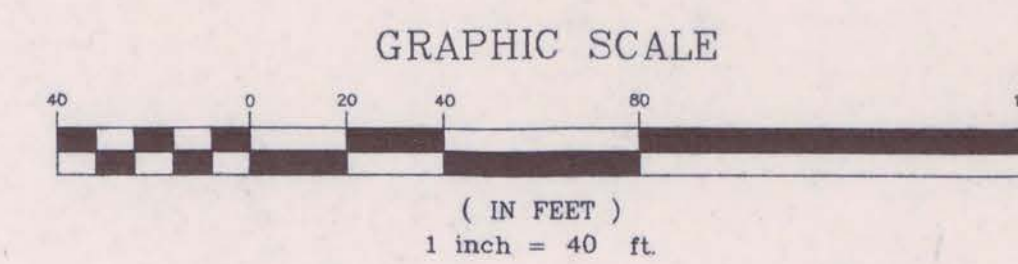 GRAPHIC SCALE
40 0 20 40 80
( IN FEET )
1 inch = 40 ft.